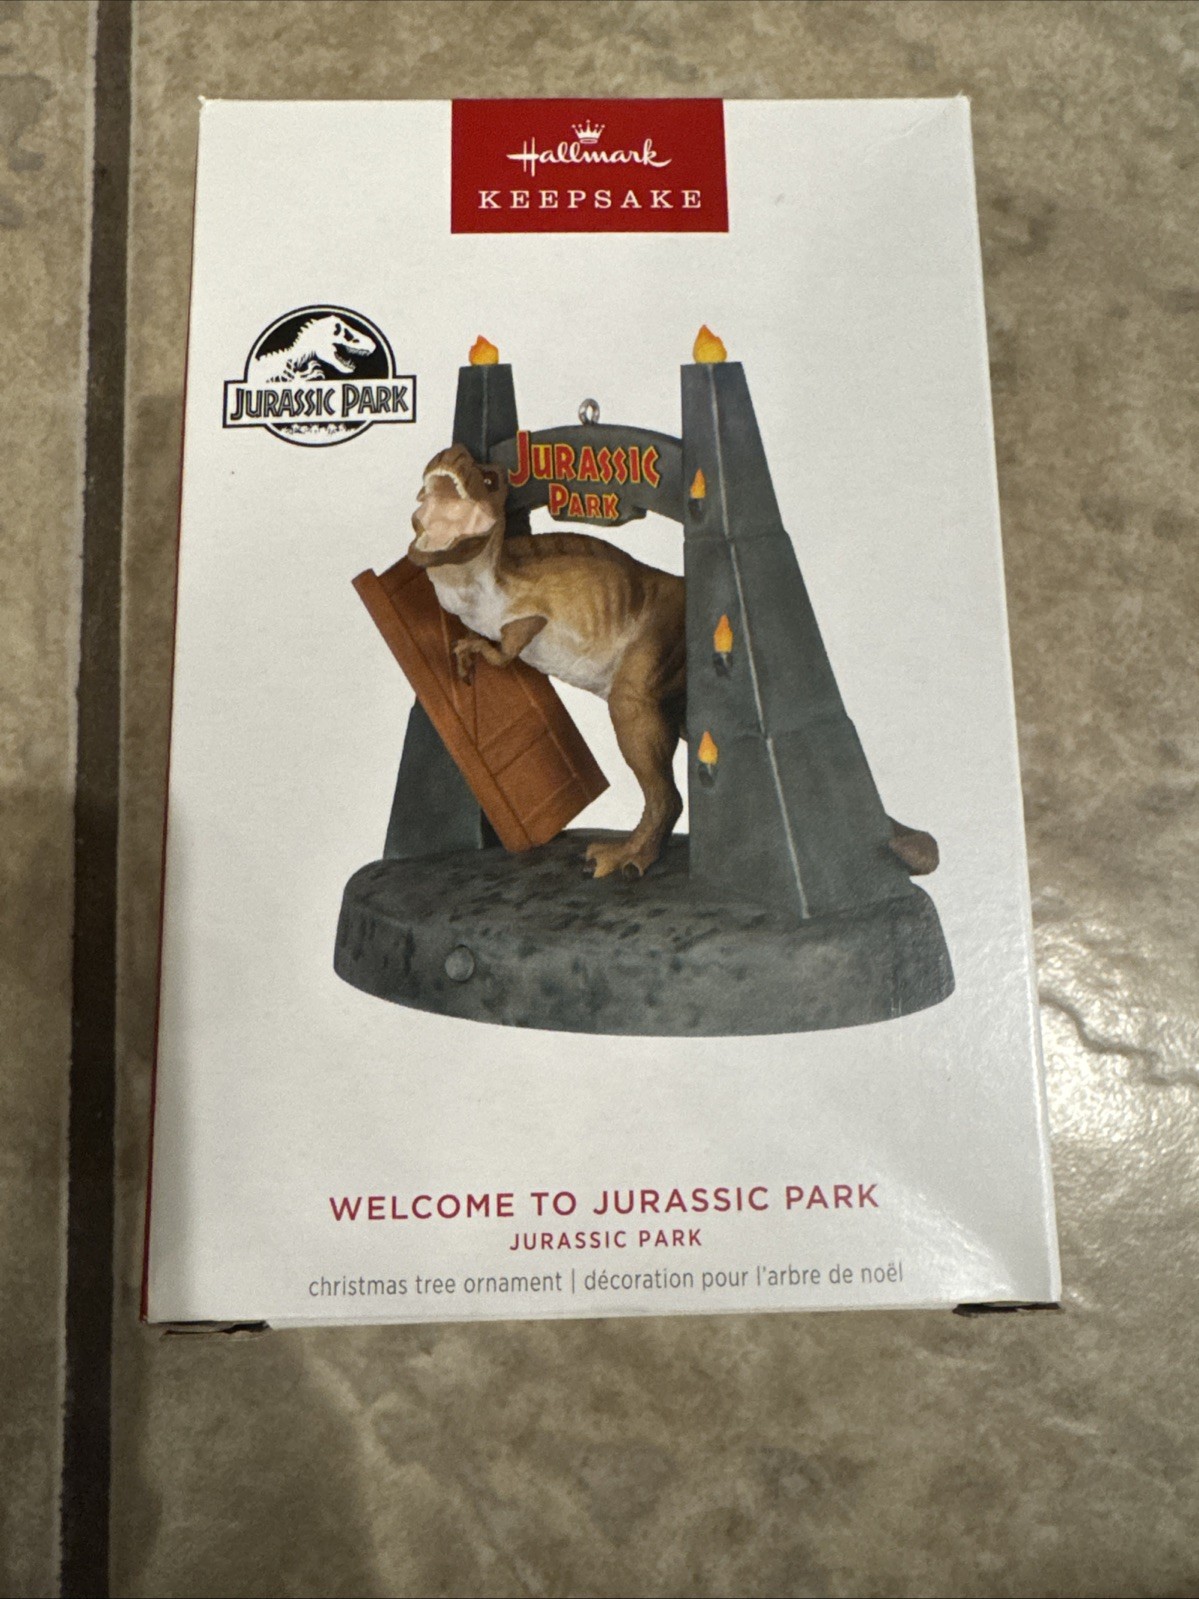 Hallmark
KEEPSAKE
JURASSIC PARK
JURASSIC
PARK
WELCOME TO JURASSIC PARK
JURASSIC PARK
christmas tree ornament | décoration pour l'arbre de noël